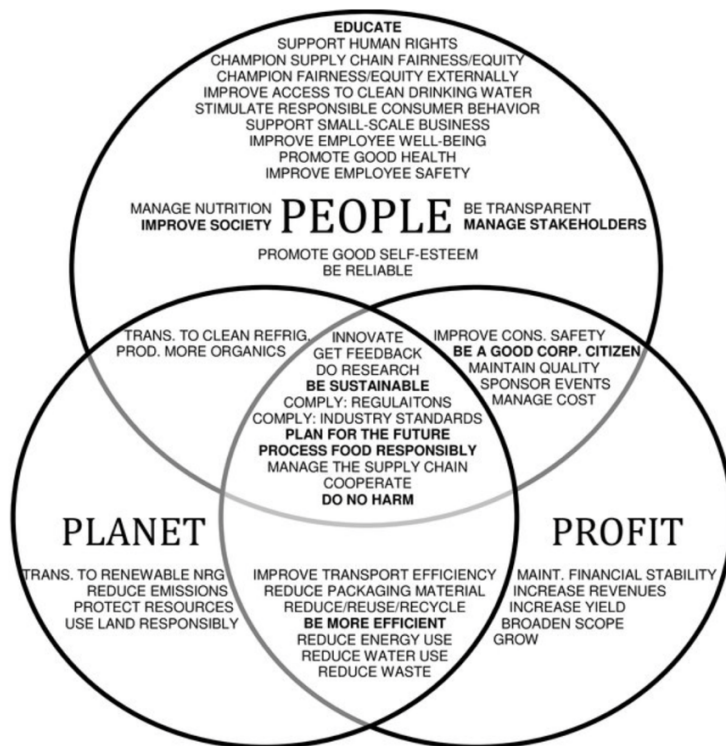 EDUCATE
SUPPORT HUMAN RIGHTS
CHAMPION SUPPLY CHAIN FAIRNESS/EQUITY
CHAMPION FAIRNESS/EQUITY EXTERNALLY
IMPROVE ACCESS TO CLEAN DRINKING WATER
STIMULATE RESPONSIBLE CONSUMER BEHAVIOR
SUPPORT SMALL-SCALE BUSINESS
IMPROVE EMPLOYEE WELL-BEING
PROMOTE GOOD HEALTH
IMPROVE EMPLOYEE SAFETY
MANAGE NUTRITION
IMPROVE SOCIETY
PEOPLE
BE TRANSPARENT
MANAGE STAKEHOLDERS
PROMOTE GOOD SELF-ESTEEM
BE RELIABLE
TRANS. TO CLEAN REFRIG.
PROD. MORE ORGANICS
INNOVATE
GET FEEDBACK
DO RESEARCH
BE SUSTAINABLE
COMPLY: REGULAITONS
COMPLY: INDUSTRY STANDARDS
PLAN FOR THE FUTURE
PROCESS FOOD RESPONSIBLY
MANAGE THE SUPPLY CHAIN
COOPERATE
DO NO HARM
IMPROVE CONS. SAFETY
BE A GOOD CORP. CITIZEN
MAINTAIN QUALITY
SPONSOR EVENTS
MANAGE COST
PLANET
TRANS. TO RENEWABLE NRG
REDUCE EMISSIONS
PROTECT RESOURCES
USE LAND RESPONSIBLY
IMPROVE TRANSPORT EFFICIENCY
REDUCE PACKAGING MATERIAL
REDUCE/REUSE/RECYCLE
BE MORE EFFICIENT
REDUCE ENERGY USE
REDUCE WATER USE
REDUCE WASTE
PROFIT
MAINT. FINANCIAL STABILITY
INCREASE REVENUES
INCREASE YIELD
BROADEN SCOPE
GROW